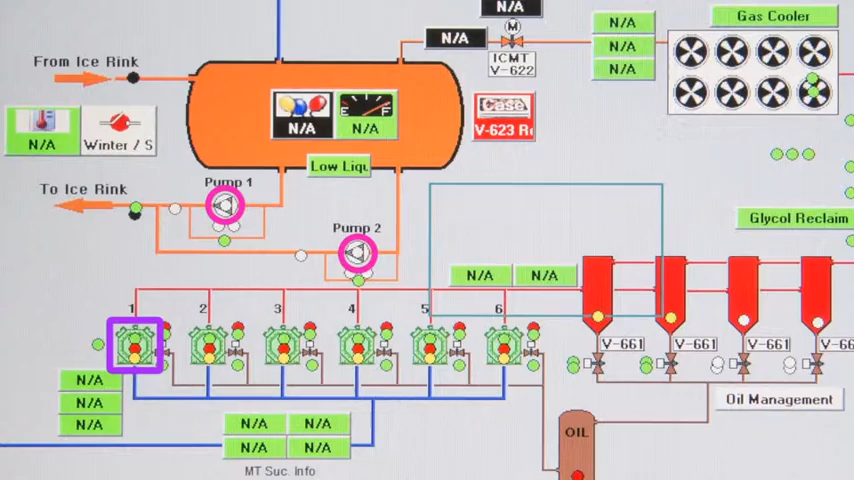 N/A
N/A
N/A
N/A
N/A
Gas Cooler
ICMT
V-622
From Ice Rink
N/A
Winter / S
E F
N/A
N/A
Case
V-623
Low
To Ice Rink
Pump 1
Pump 2
Glycol Reclaim
N/A
N/A
1
2
3
4
5
6
M
V-661
V-661
V-661
V-66
N/A
N/A
N/A
N/A
N/A
N/A
N/A
MT Suc. Info
Oil Management
OIL